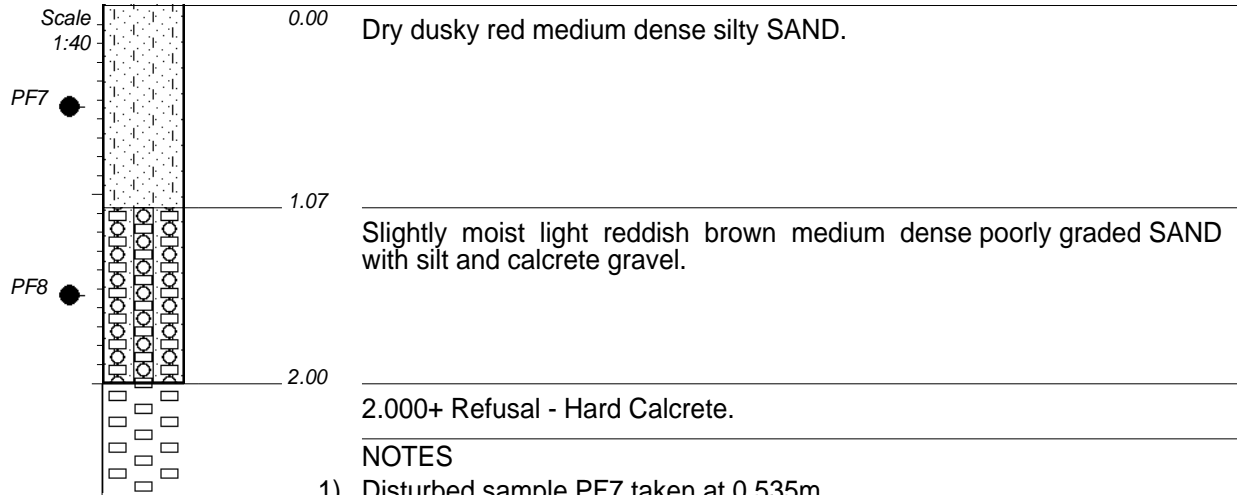 Scale
1:40
0.00
Dry dusky red medium dense silty SAND.
PF7
1.07
Slightly moist light reddish brown medium dense poorly graded SAND
with silt and calcrete gravel.
PF8
2.00
2.000+ Refusal - Hard Calcrete.
NOTES
1) Disturbed sample PF7 taken at 0.535m